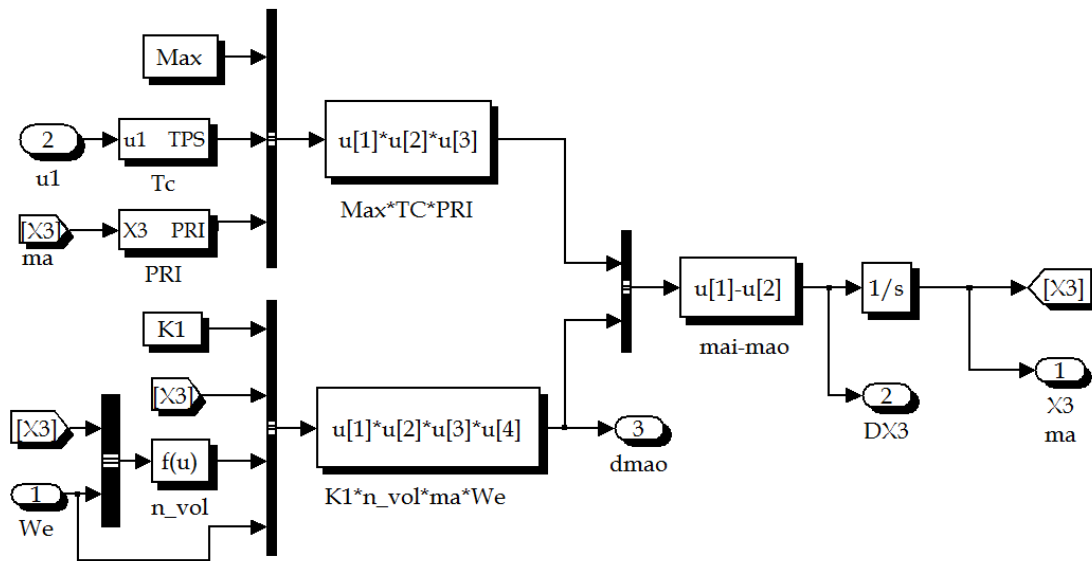 Max
u[1]*u[2]*u[3]
2
u1 TPS
u1
Tc
Max*TC*PRI
[X3]
X3 PRI
ma
PRI
u[1]-u[2]
1/s
[X3]
mai-mao
K1
[X3]
1
X3
ma
2
DX3
[X3]
f(u)
u[1]*u[2]*u[3]*u[4]
3
dmao
1
We
n_vol
K1*n_vol*ma*We